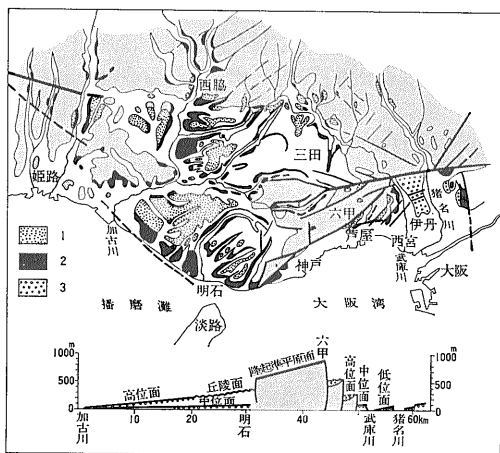 西脇
三田
姫路
猪名川
六甲
伊丹
芦屋
西宮
加古川
神戸
武庫川
大阪
明石
播磨灘
大阪湾
淡路
1
2
3
m
1000
500
0
高位面
丘陵面
中位面
隆起準平原面
六甲
高位面
中位面
低位面
m
1000
500
0
加古川
10
20
明石
40
武庫川
猪名川
60km